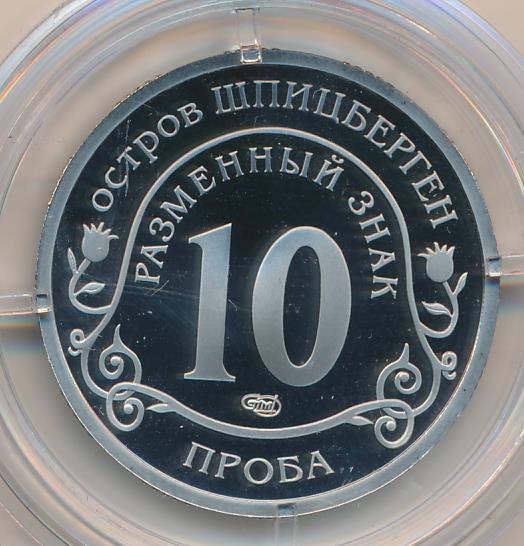 остров ШПИЦБЕРГЕН
РАЗМЕННЫЙ ЗНАК
10
ПРОБА